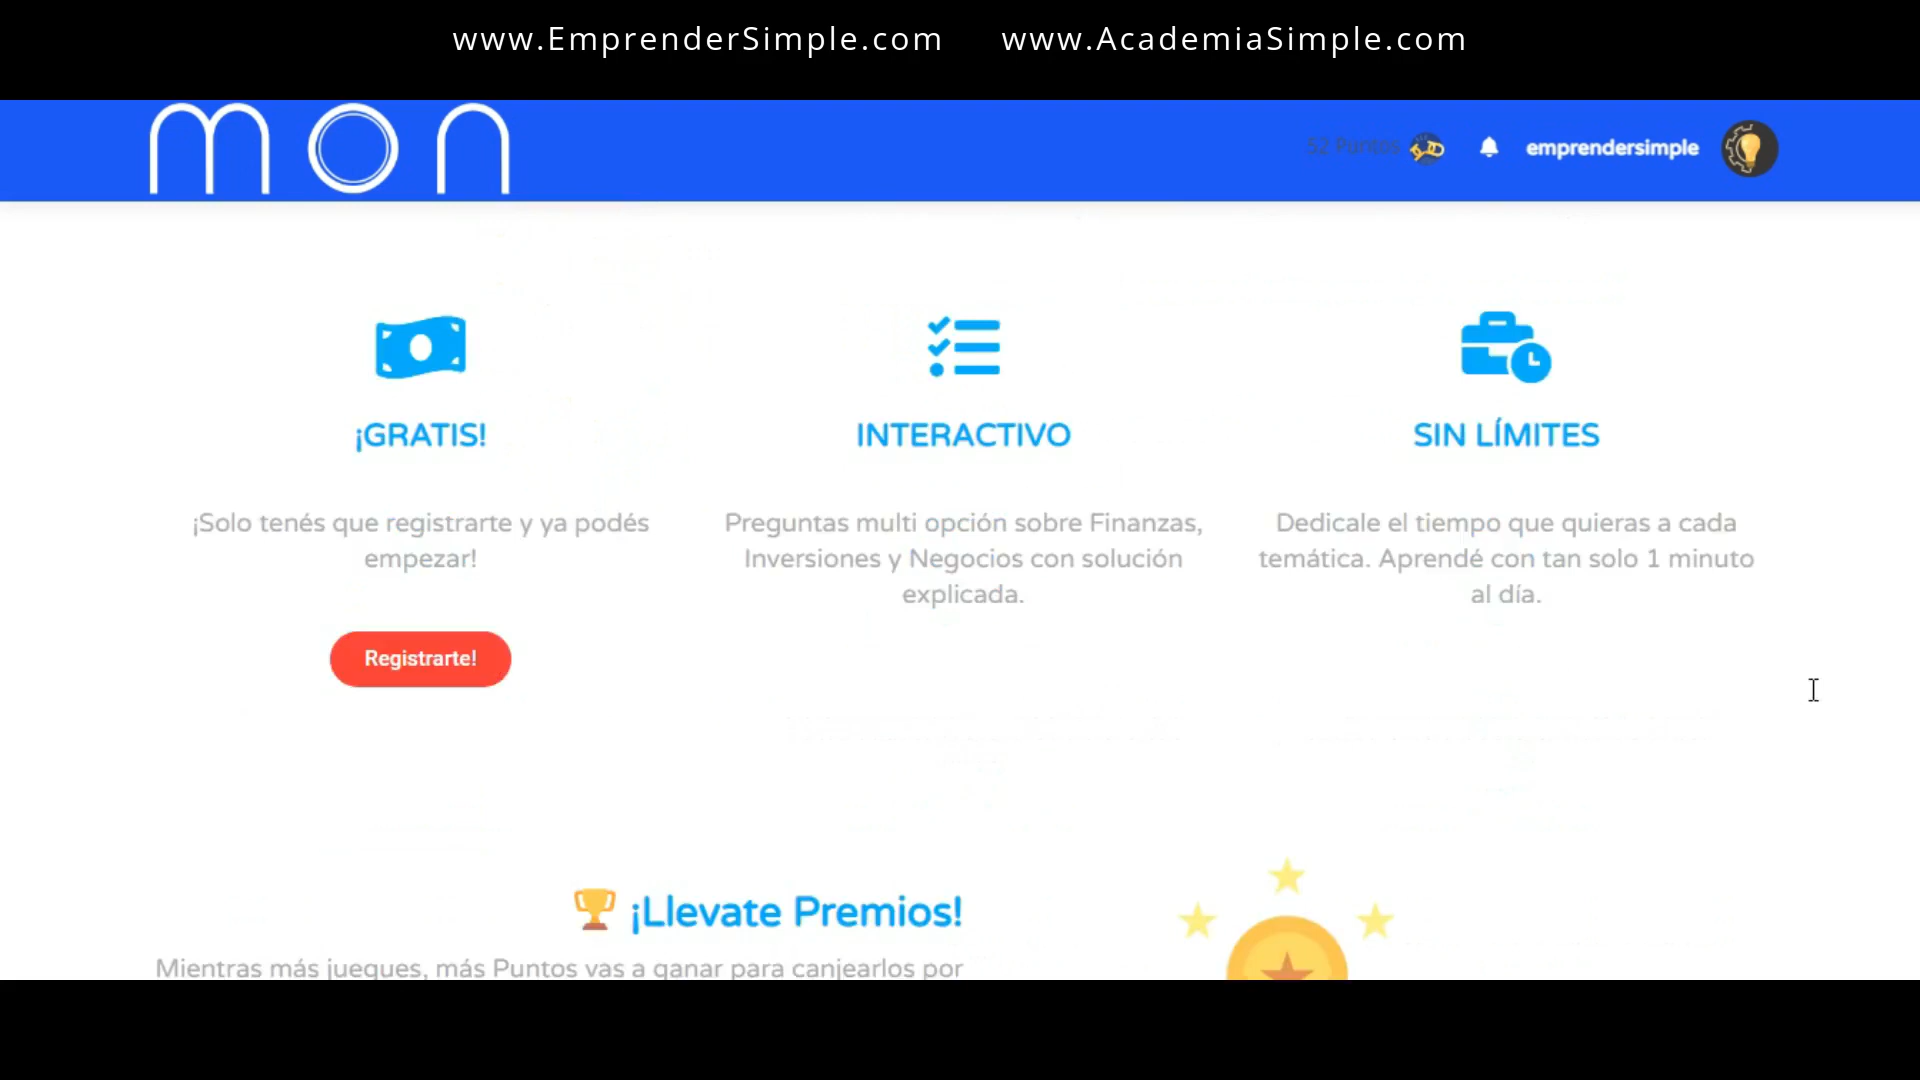 www.EmprenderSimple.com www.AcademiaSimple.com
mon
52 Puntos emprendersimple
¡GRATIS!
¡Solo tenés que registrarte y ya podés
empezar!
Registrarte!
INTERACTIVO
Preguntas multi opción sobre Finanzas,
Inversiones y Negocios con solución
explicada.
SIN LÍMITES
Dedicale el tiempo que quieras a cada
temática. Aprendé con tan solo 1 minuto
al día.
¡Llevate Premios!
Mientras más juegues, más Puntos vas a ganar para canjearlos por